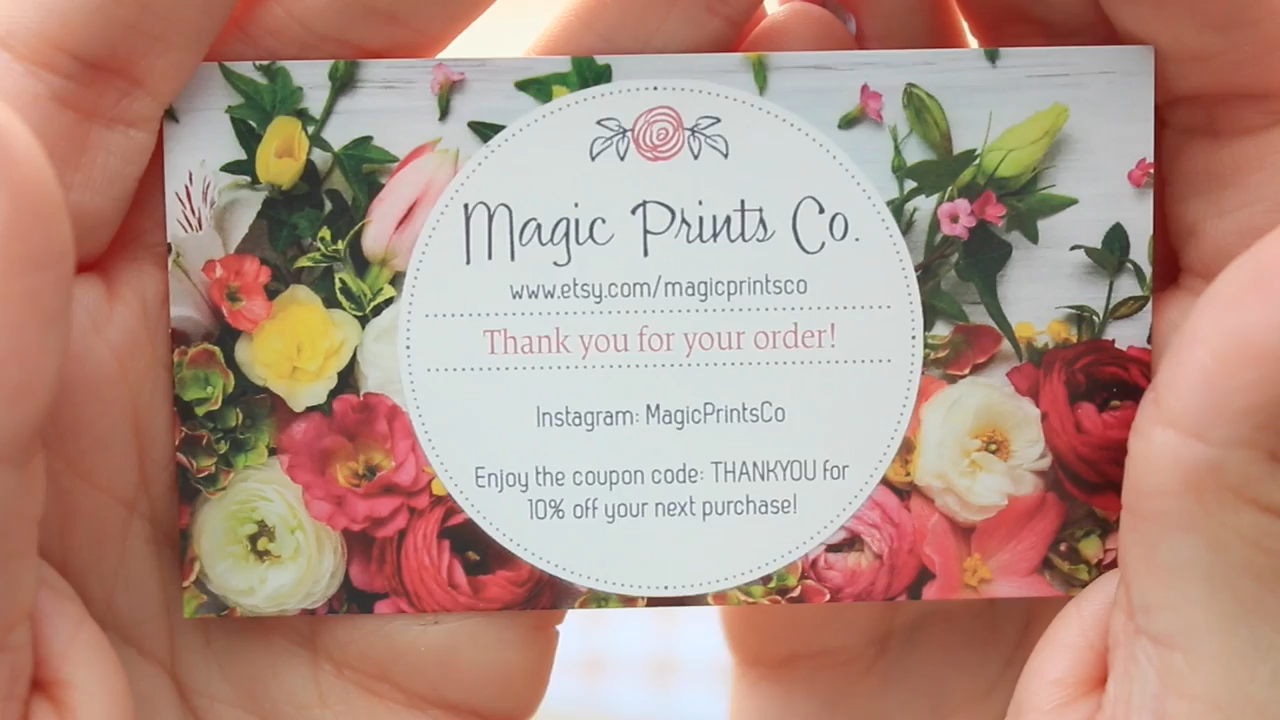 Magic Prints Co.
www.etsy.com/magicprintsco
Thank you for your order!
Instagram: MagicPrintsCo
Enjoy the coupon code: THANKYOU for
10% off your next purchase!